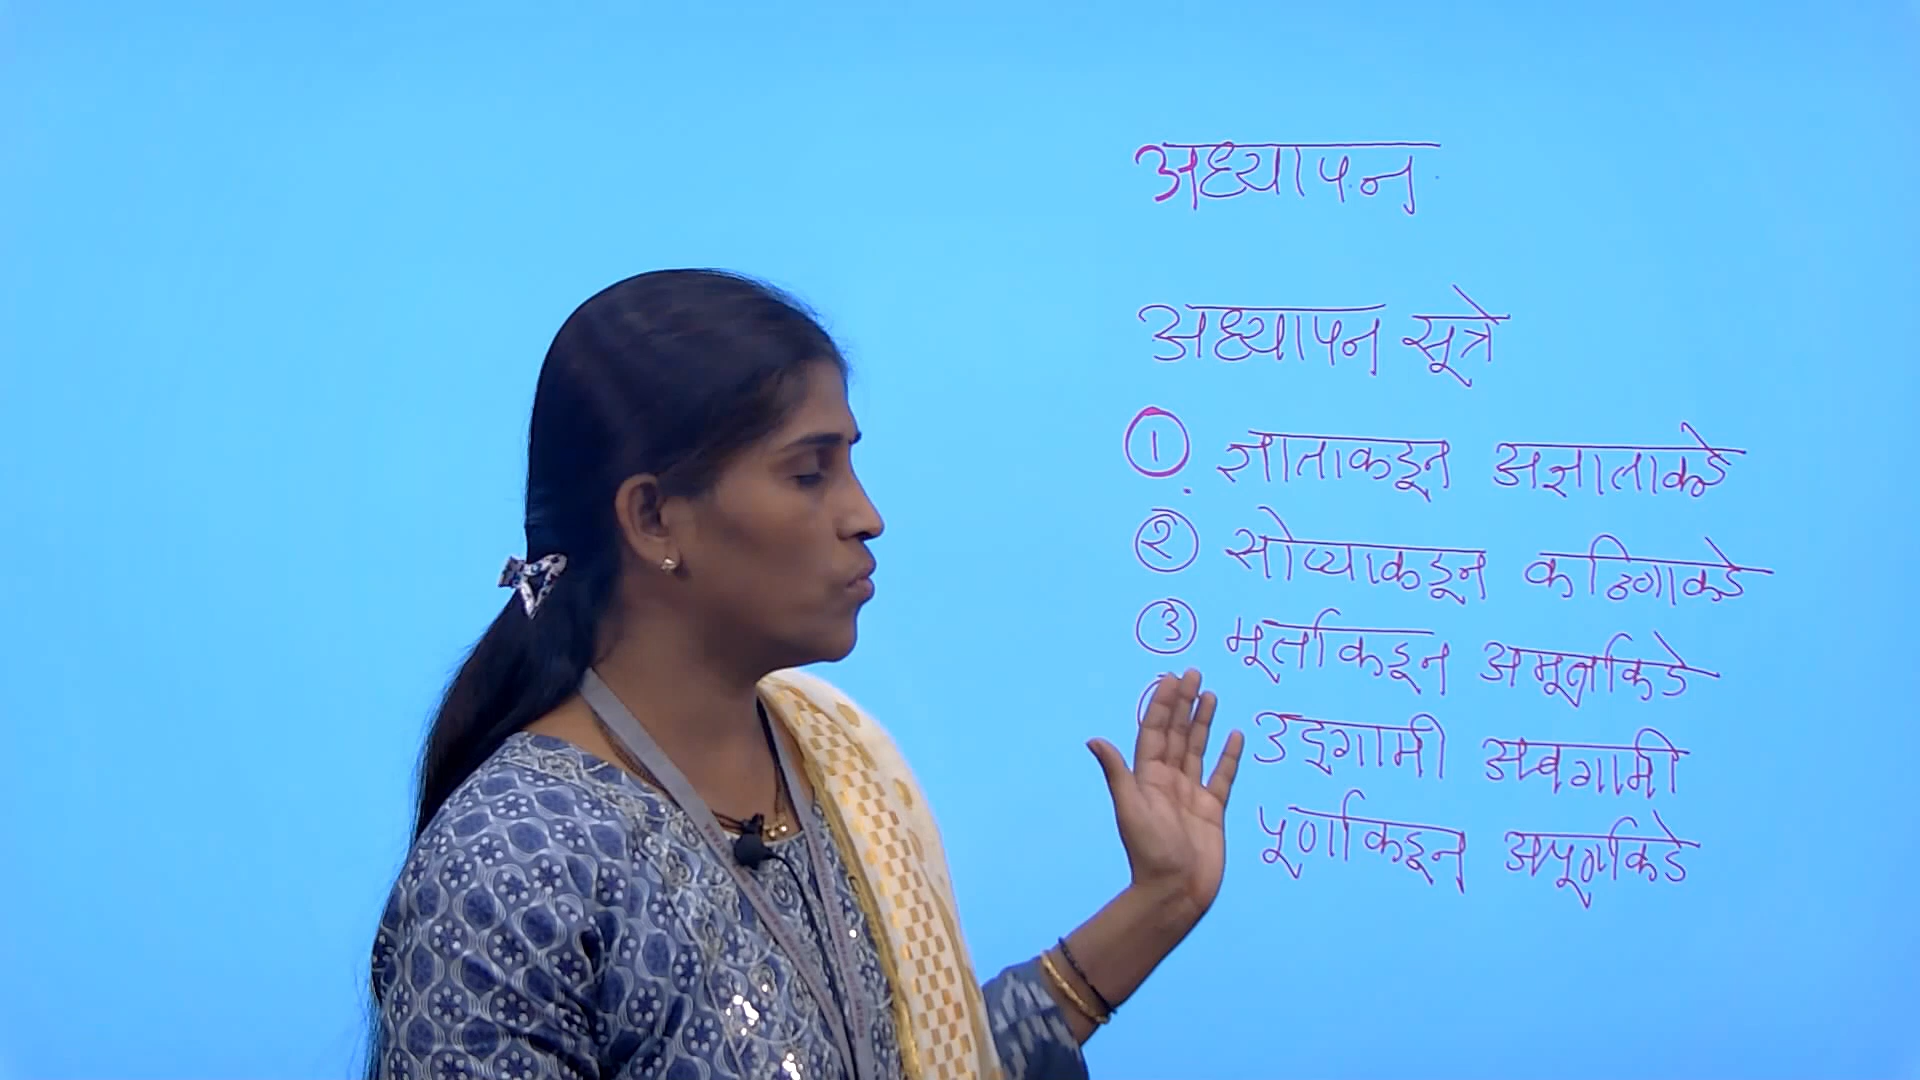 अध्यापन
अध्यापन सूत्रे
① ज्ञाताकडून अज्ञाताकडे
② सोप्याकडून कठिणाकडे
③ मूर्ताकडून अमूर्ताकडे
उद्गामी अवगामी
पूर्णाकडून अपूर्णाकडे